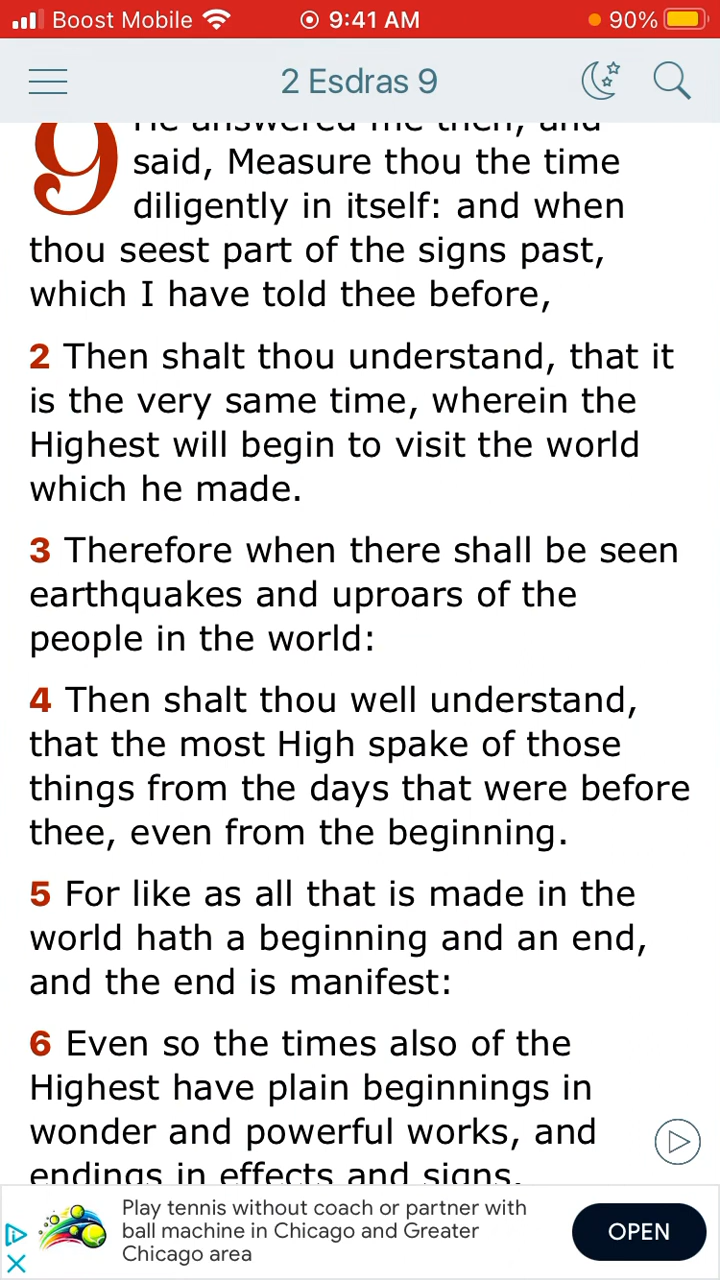 Boost Mobile 9:41 AM 90%
2 Esdras 9
9 He answered me then, and
said, Measure thou the time
diligently in itself: and when
thou seest part of the signs past,
which I have told thee before,
2 Then shalt thou understand, that it
is the very same time, wherein the
Highest will begin to visit the world
which he made.
3 Therefore when there shall be seen
earthquakes and uproars of the
people in the world:
4 Then shalt thou well understand,
that the most High spake of those
things from the days that were before
thee, even from the beginning.
5 For like as all that is made in the
world hath a beginning and an end,
and the end is manifest:
6 Even so the times also of the
Highest have plain beginnings in
wonder and powerful works, and
endings in effects and signs.
Play tennis without coach or partner with
ball machine in Chicago and Greater
Chicago area
OPEN